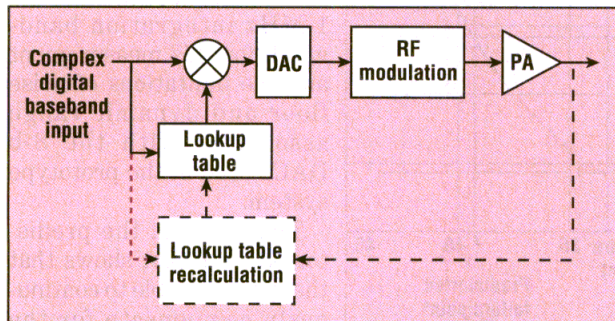 Complex
digital
baseband
input
DAC
RF
modulation
PA
Lookup
table
Lookup table
recalculation